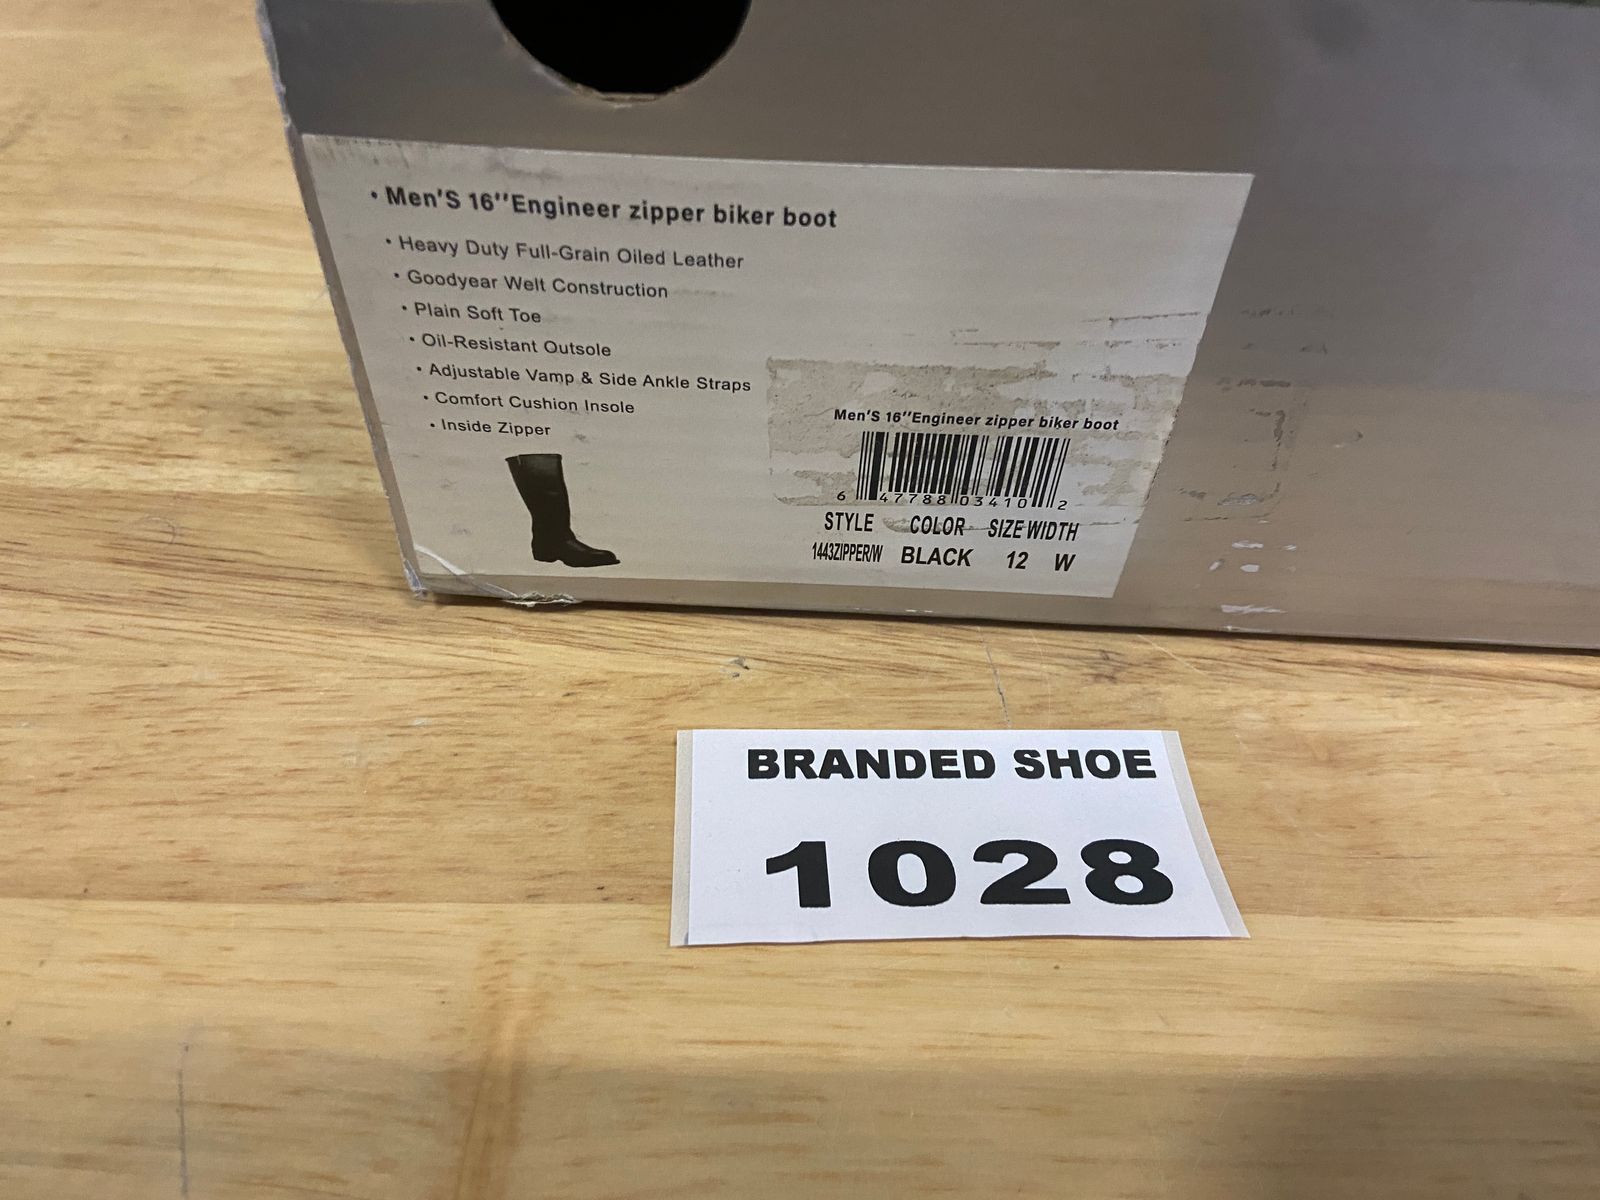 • Men'S 16''Engineer zipper biker boot
• Heavy Duty Full-Grain Oiled Leather
• Goodyear Welt Construction
• Plain Soft Toe
• Oil-Resistant Outsole
• Adjustable Vamp & Side Ankle Straps
• Comfort Cushion Insole
• Inside Zipper
Men'S 16''Engineer zipper biker boot
6 47788 03410 2
STYLE COLOR SIZE WIDTH
1443ZIPPER/W BLACK 12 W
BRANDED SHOE
1028